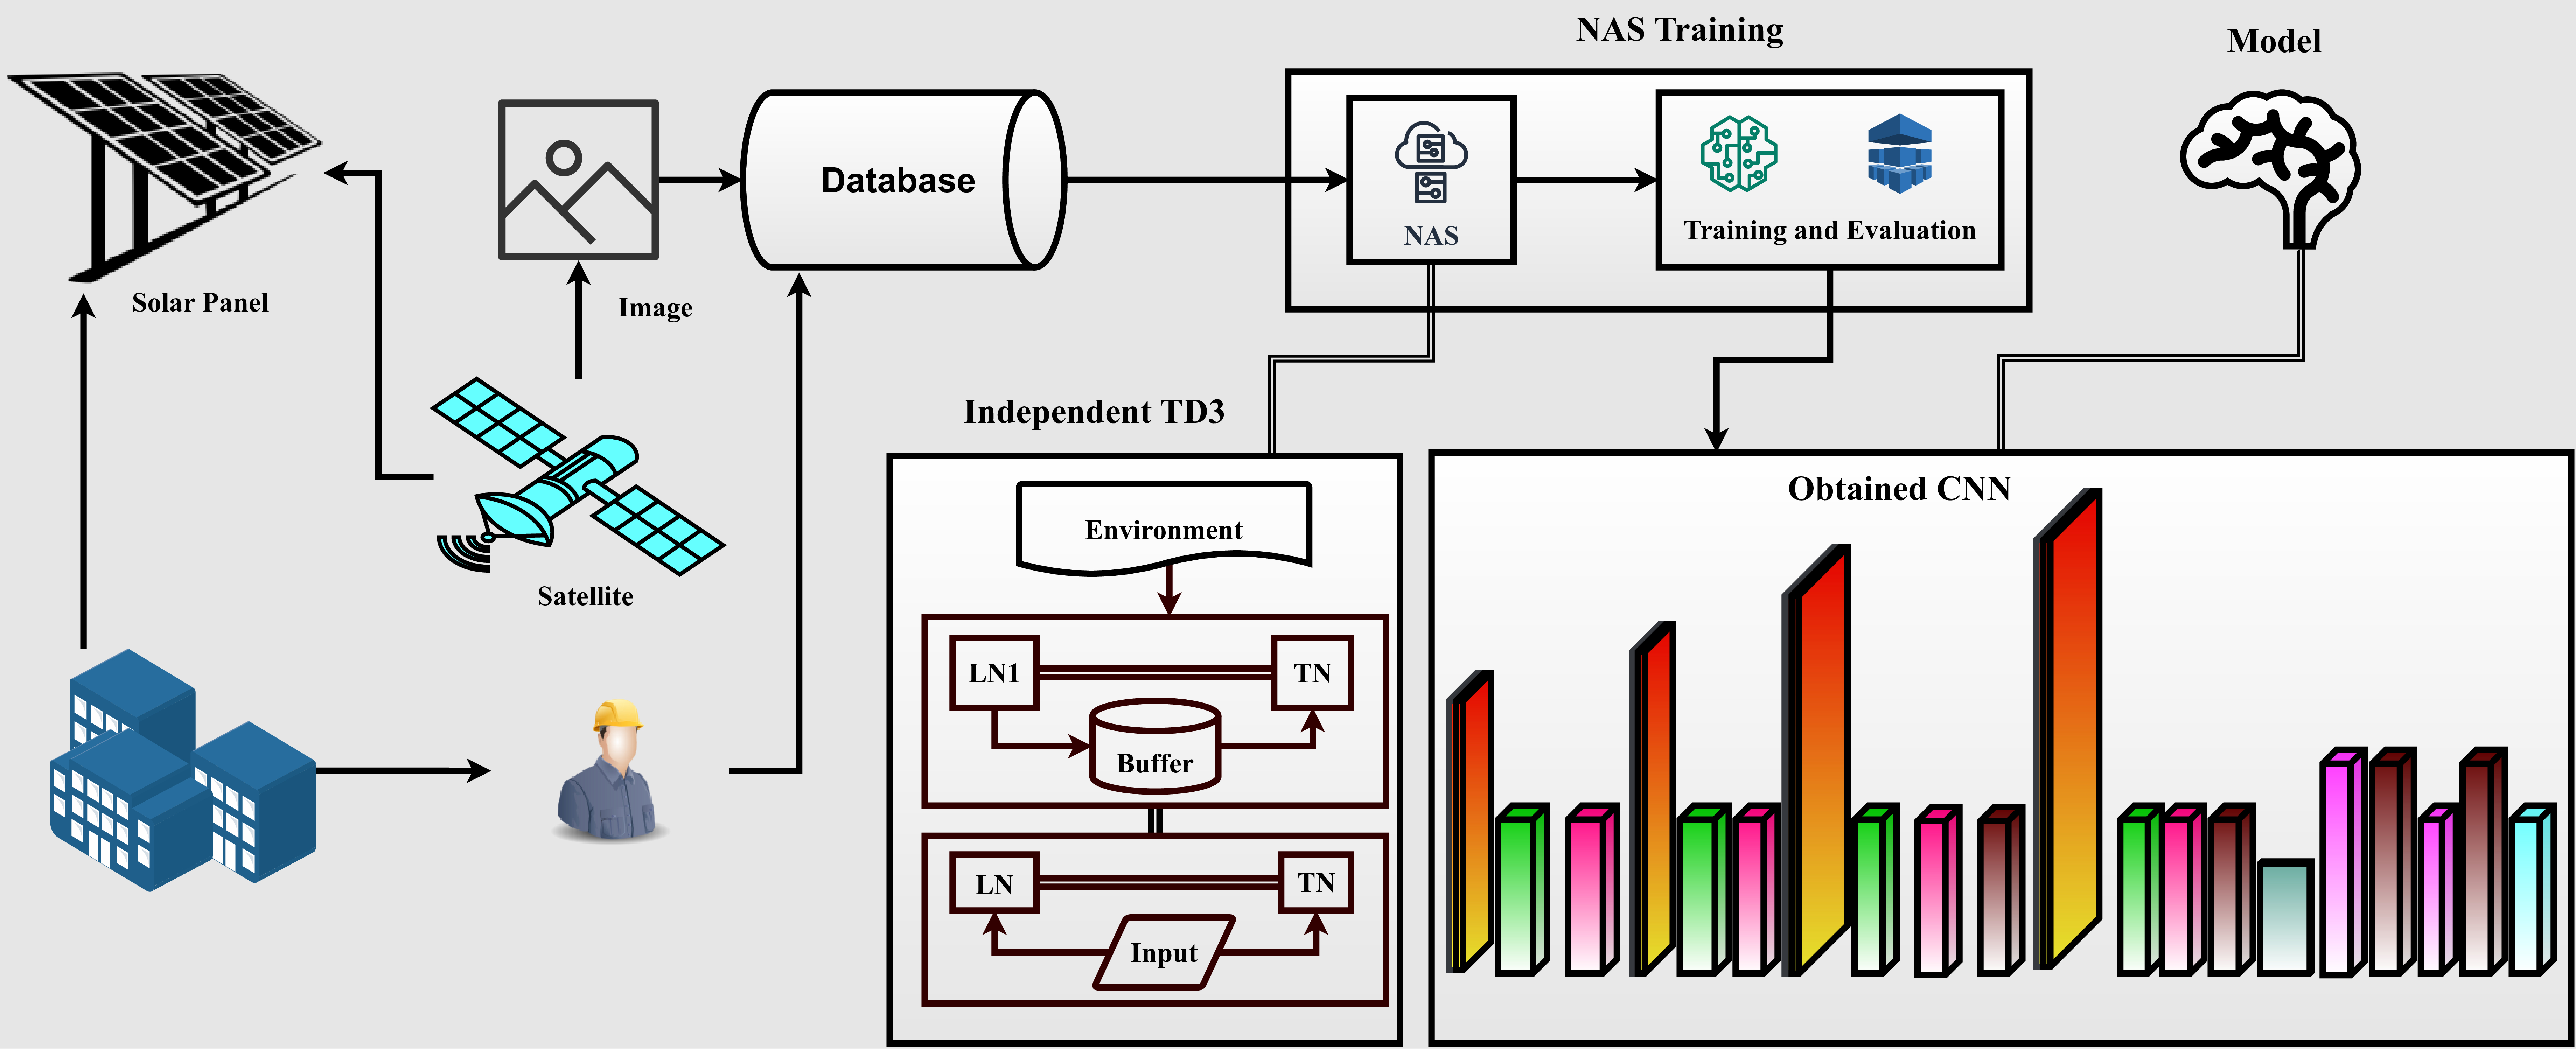 NAS Training
Model
Database
NAS
Training and Evaluation
Solar Panel
Image
Independent TD3
Satellite
Environment
LN1
TN
Buffer
LN
TN
Input
Obtained CNN